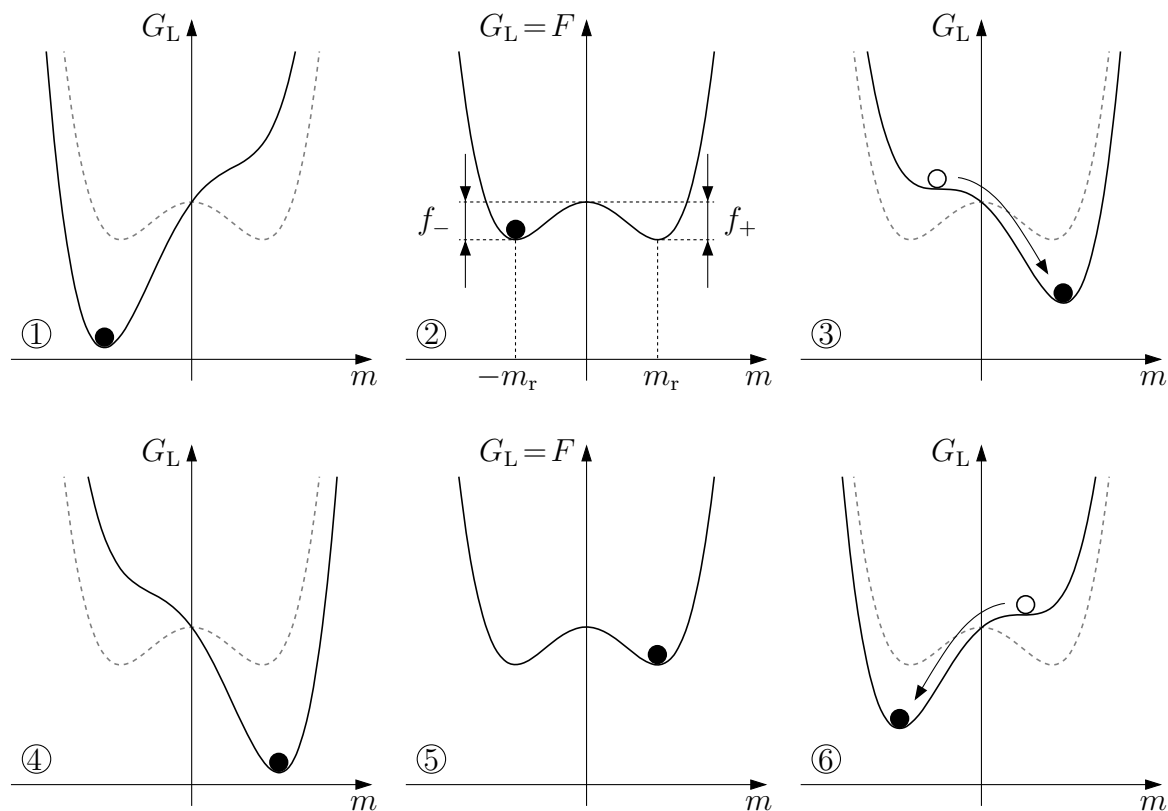 G_L G_L = F G_L
f_− f_+
① m ② −m_r m_r m ③ m
G_L G_L = F G_L
④ m ⑤ m ⑥ m